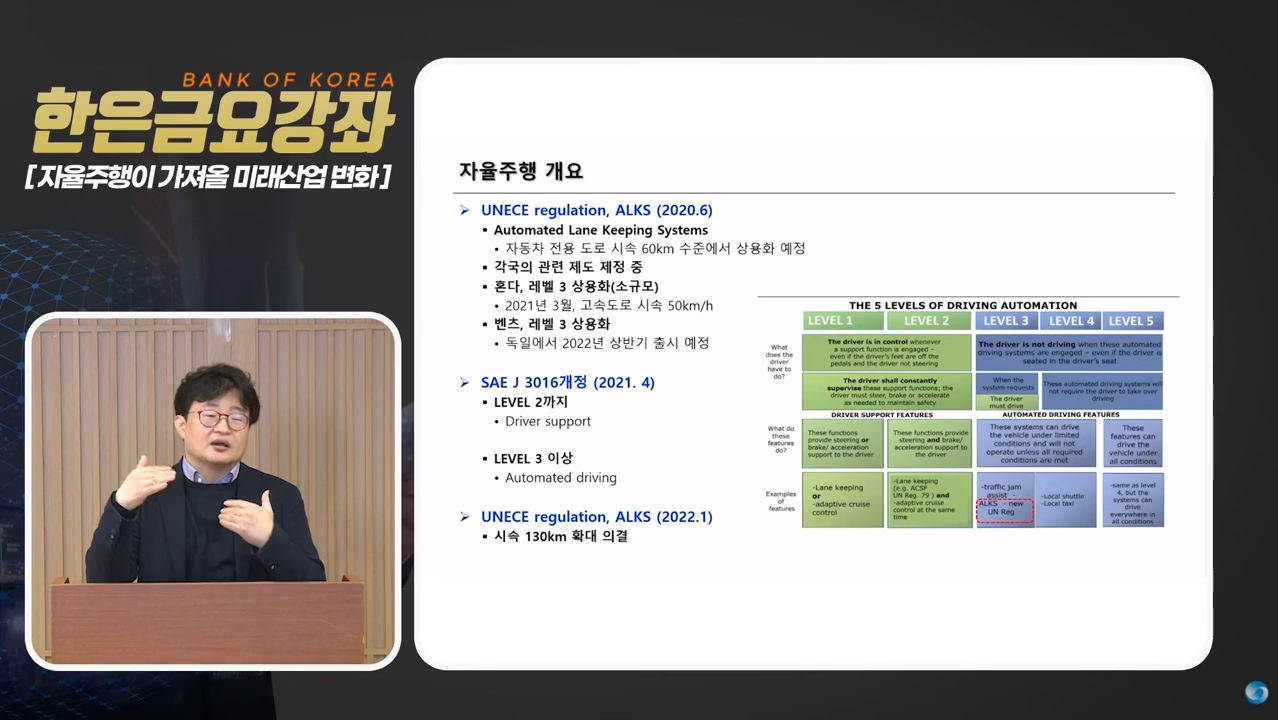 BANK OF KOREA
한은금요강좌
[ 자율주행이 가져올 미래산업 변화 ]
자율주행 개요
➢ UNECE regulation, ALKS (2020.6)
▪ Automated Lane Keeping Systems
• 자동차 전용 도로 시속 60km 수준에서 상용화 예정
▪ 각국의 관련 제도 제정 중
▪ 혼다, 레벨 3 상용화(소규모)
• 2021년 3월, 고속도로 시속 50km/h
▪ 벤츠, 레벨 3 상용화
• 독일에서 2022년 상반기 출시 예정
➢ SAE J 3016개정 (2021. 4)
▪ LEVEL 2까지
• Driver support
▪ LEVEL 3 이상
• Automated driving
➢ UNECE regulation, ALKS (2022.1)
▪ 시속 130km 확대 의결
THE 5 LEVELS OF DRIVING AUTOMATION
LEVEL 1 LEVEL 2 LEVEL 3 LEVEL 4 LEVEL 5
What
does the
driver
have to
do?
The driver is in control whenever
a support function is engaged –
even if the driver's feet are off the
pedals and the driver not steering
The driver is not driving when these automated
driving systems are engaged – even if the driver is
seated in the driver's seat
The driver shall constantly
supervise these support functions; the
driver must steer, brake or accelerate
as needed to maintain safety
When the
system requests
The driver
must drive
These automated driving systems will
not require the driver to take over
driving
DRIVER SUPPORT FEATURES
AUTOMATED DRIVING FEATURES
What do
these
features
do?
These functions
provide steering or
brake/ acceleration
support to the driver
These functions provide
steering and brake/
acceleration support to
the driver
These systems can drive
the vehicle under limited
conditions and will not
operate unless all required
conditions are met
These
features can
drive the
vehicle under
all conditions
Examples
of
features
-Lane keeping
or
-adaptive cruise
control
-Lane keeping
(e.g. ACSF
UN Reg. 79 ) and
-adaptive cruise
control at the same
time
-traffic jam
assist -
ALKS - new
UN Reg
-Local shuttle
-Local taxi
-same as level
4, but the
systems can
drive
everywhere in
all conditions